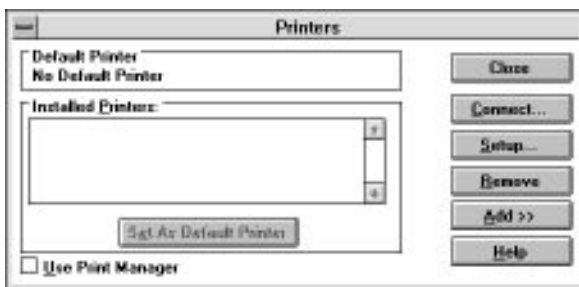 Printers
Default Printer
No Default Printer
Installed Printers:
Set As Default Printer
Use Print Manager
Close
Connect...
Setup...
Remove
Add >>
Help